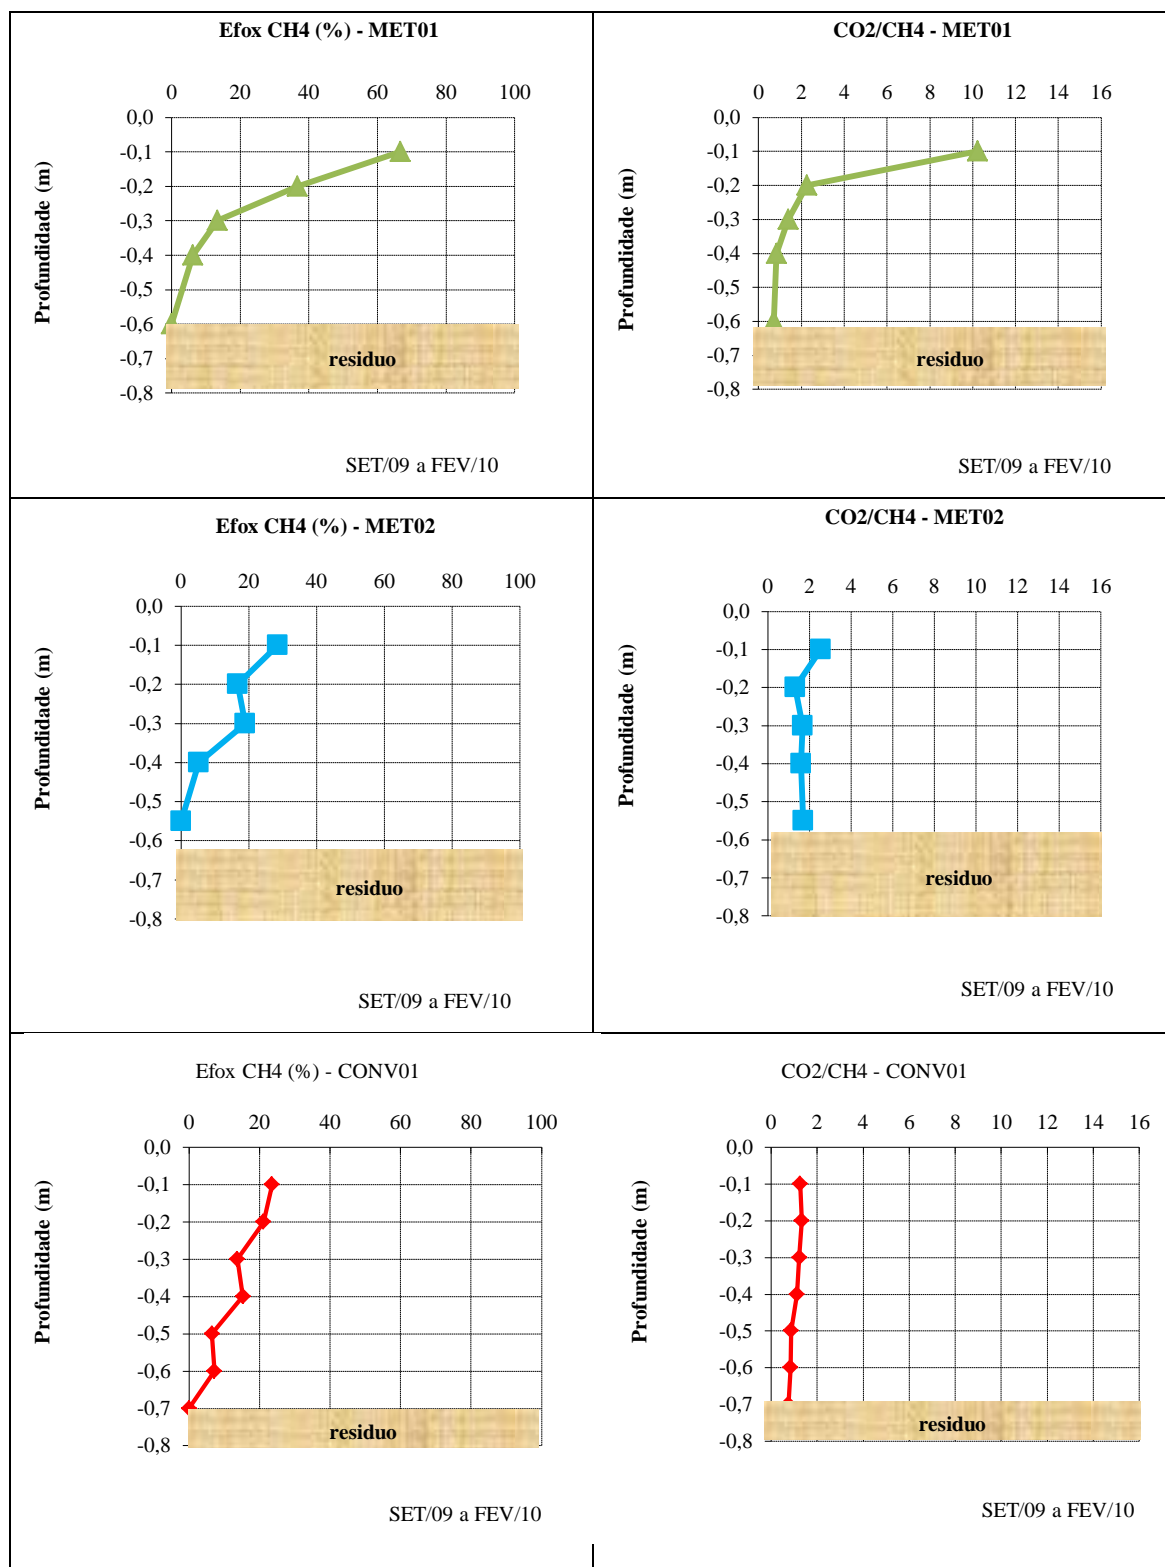 Efox CH4 (%) - MET01
0 20 40 60 80 100
0,0
-0,1
-0,2
-0,3
-0,4
-0,5
-0,6
-0,7
-0,8
Profundidade (m)
residuo
SET/09 a FEV/10
CO2/CH4 - MET01
0 2 4 6 8 10 12 14 16
0,0
-0,1
-0,2
-0,3
-0,4
-0,5
-0,6
-0,7
-0,8
Profundidade (m)
residuo
SET/09 a FEV/10
Efox CH4 (%) - MET02
0 20 40 60 80 100
0,0
-0,1
-0,2
-0,3
-0,4
-0,5
-0,6
-0,7
-0,8
Profundidade (m)
residuo
SET/09 a FEV/10
CO2/CH4 - MET02
0 2 4 6 8 10 12 14 16
0,0
-0,1
-0,2
-0,3
-0,4
-0,5
-0,6
-0,7
-0,8
Profundidade (m)
residuo
SET/09 a FEV/10
Efox CH4 (%) - CONV01
0 20 40 60 80 100
0,0
-0,1
-0,2
-0,3
-0,4
-0,5
-0,6
-0,7
-0,8
Profundidade (m)
residuo
SET/09 a FEV/10
CO2/CH4 - CONV01
0 2 4 6 8 10 12 14 16
0,0
-0,1
-0,2
-0,3
-0,4
-0,5
-0,6
-0,7
-0,8
Profundidade (m)
residuo
SET/09 a FEV/10